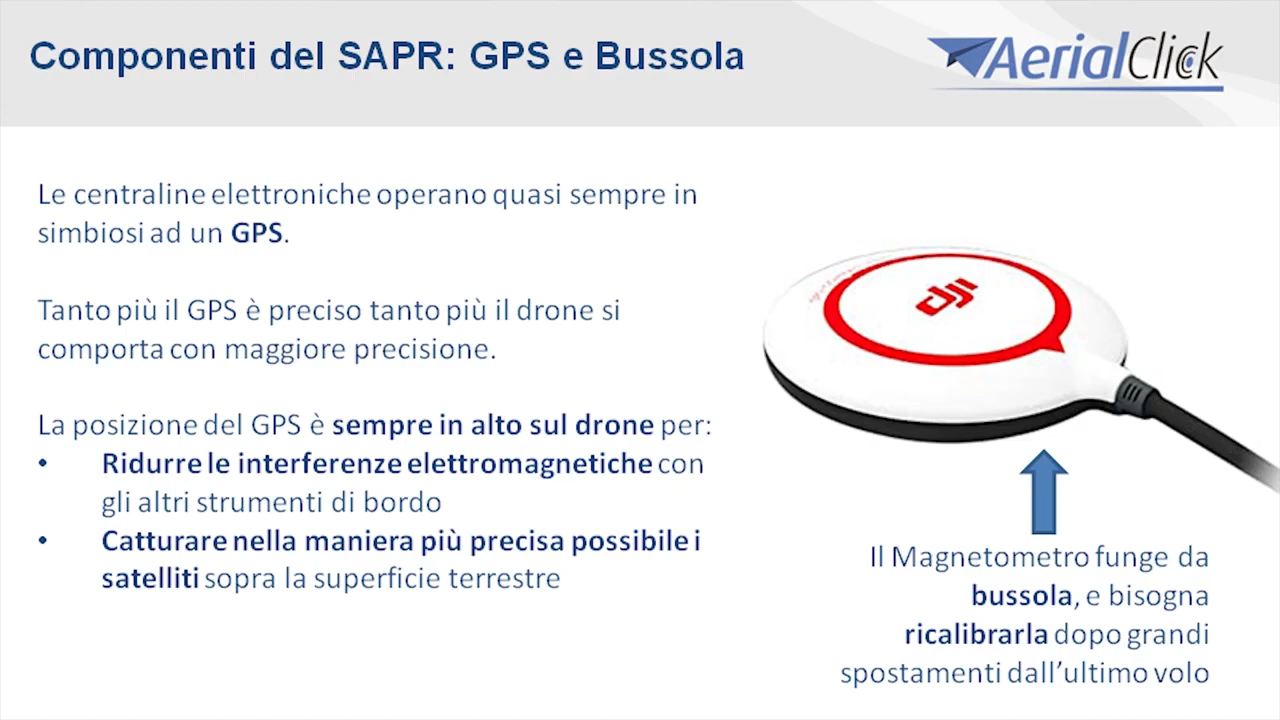 Componenti del SAPR: GPS e Bussola
AerialClick
Le centraline elettroniche operano quasi sempre in
simbiosi ad un GPS.
Tanto più il GPS è preciso tanto più il drone si
comporta con maggiore precisione.
La posizione del GPS è sempre in alto sul drone per:
• Ridurre le interferenze elettromagnetiche con
gli altri strumenti di bordo
• Catturare nella maniera più precisa possibile i
satelliti sopra la superficie terrestre
dji
Il Magnetometro funge da
bussola, e bisogna
ricalibrarla dopo grandi
spostamenti dall'ultimo volo